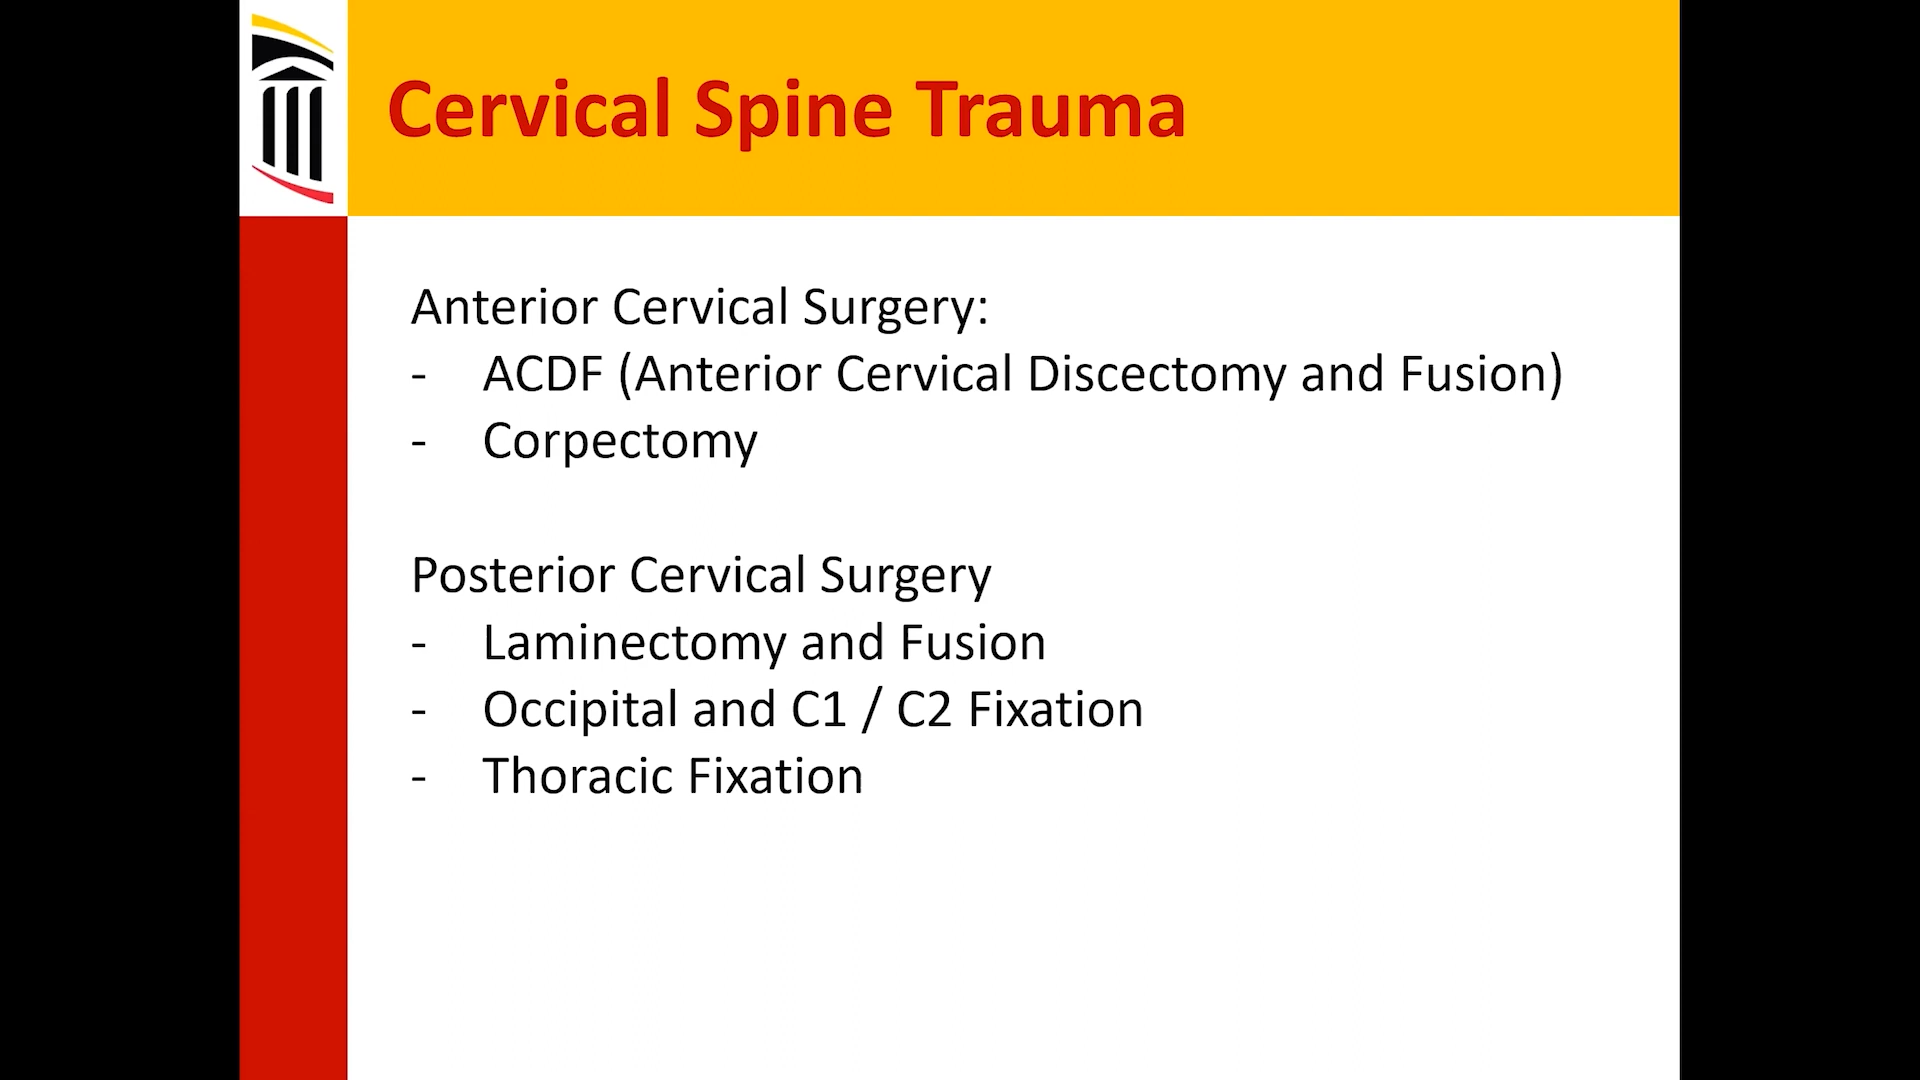 Cervical Spine Trauma
Anterior Cervical Surgery:
- ACDF (Anterior Cervical Discectomy and Fusion)
- Corpectomy
Posterior Cervical Surgery
- Laminectomy and Fusion
- Occipital and C1 / C2 Fixation
- Thoracic Fixation